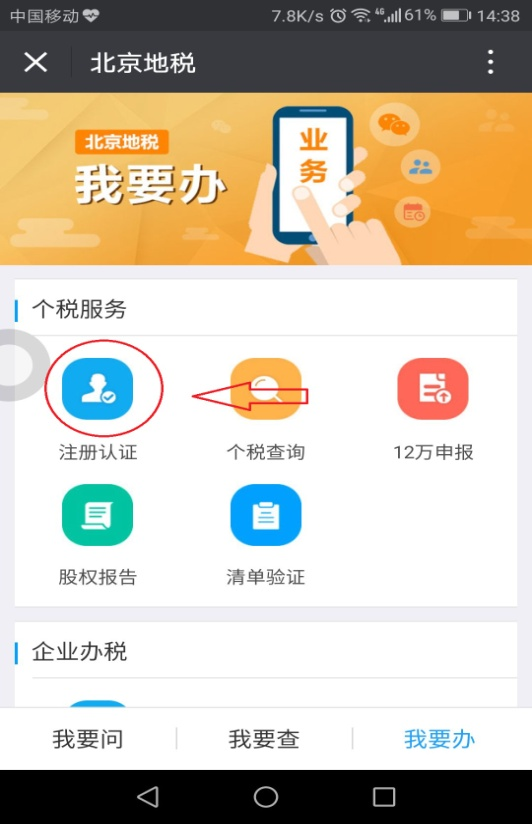 中国移动 7.8K/s 46 61% 14:38
北京地税
北京地税
我要办
业务
个税服务
注册认证 个税查询 12万申报
股权报告 清单验证
企业办税
我要问 我要查 我要办